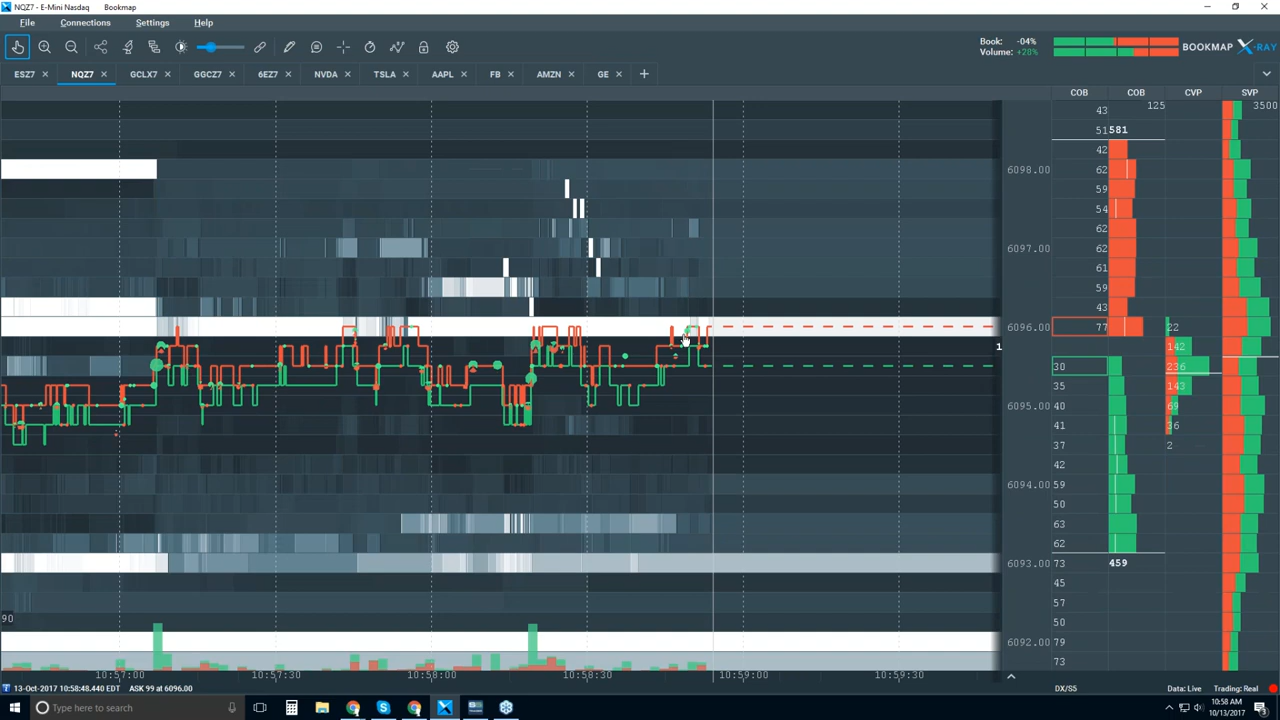 NQZ7 - E-Mini Nasdaq Bookmap
File Connections Settings Help
Book: -04%
Volume: +28%
BOOKMAP X-RAY
ESZ7 × NQZ7 × GCLX7 × GGCZ7 × 6EZ7 × NVDA × TSLA × AAPL × FB × AMZN × GE × +
COB COB CVP SVP
43 125 3500
51 581
42
62 6098.00
59
54
62
62 6097.00
61
59
43
6096.00 77 22
1 142
30 236
35 143
6095.00 40 69
41 36
37 2
42
6094.00 59
50
63
62
6093.00 73 459
45
57
90 50
6092.00 79
73
10:57:00 10:57:30 10:58:00 10:58:30 10:59:00 10:59:30
13-Oct-2017 10:58:48.440 EDT ASK 99 at 6096.00
DX/S5 Data: Live Trading: Real
Type here to search
10:58 AM
10/13/2017
3